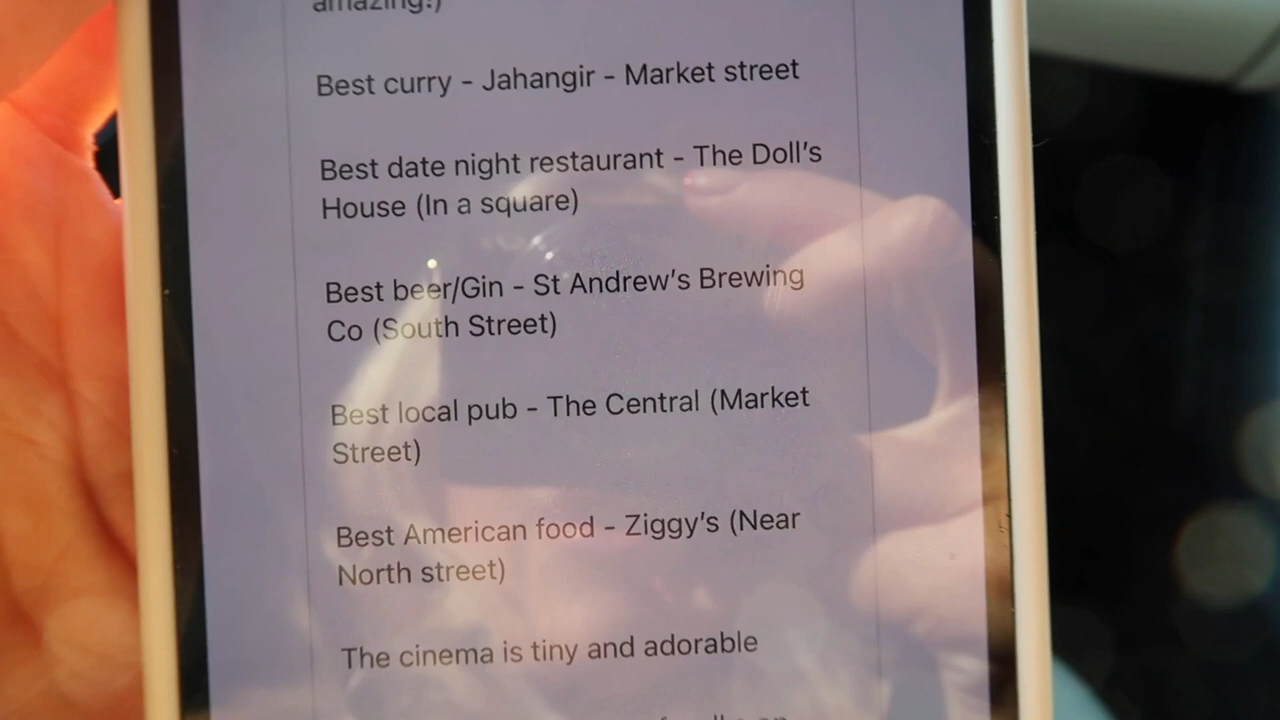 amazing!)
Best curry - Jahangir - Market street
Best date night restaurant - The Doll's
House (In a square)
Best beer/Gin - St Andrew's Brewing
Co (South Street)
Best local pub - The Central (Market
Street)
Best American food - Ziggy's (Near
North street)
The cinema is tiny and adorable